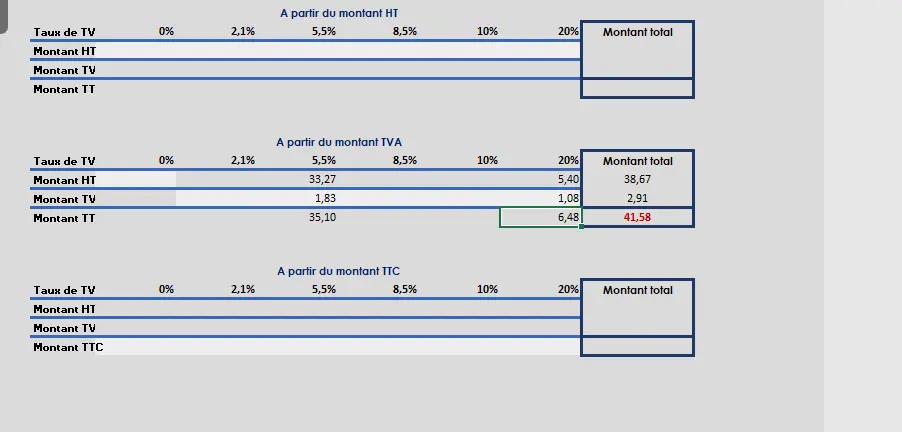 A partir du montant HT
Taux de TV 0% 2,1% 5,5% 8,5% 10% 20% Montant total
Montant HT
Montant TV
Montant TT
A partir du montant TVA
Taux de TV 0% 2,1% 5,5% 8,5% 10% 20% Montant total
Montant HT 33,27 5,40 38,67
Montant TV 1,83 1,08 2,91
Montant TT 35,10 6,48 41,58
A partir du montant TTC
Taux de TV 0% 2,1% 5,5% 8,5% 10% 20% Montant total
Montant HT
Montant TV
Montant TTC